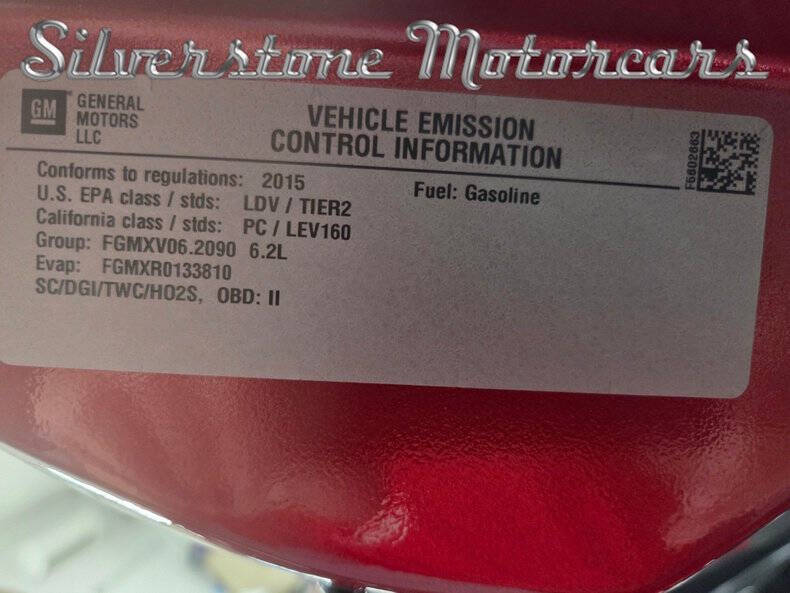 Silverstone Motorcars
GM GENERAL MOTORS LLC
VEHICLE EMISSION
CONTROL INFORMATION
F5602663
Conforms to regulations: 2015
Fuel: Gasoline
U.S. EPA class / stds: LDV / TIER2
California class / stds: PC / LEV160
Group: FGMXV06.2090 6.2L
Evap: FGMXR0133810
SC/DGI/TWC/HO2S, OBD: II